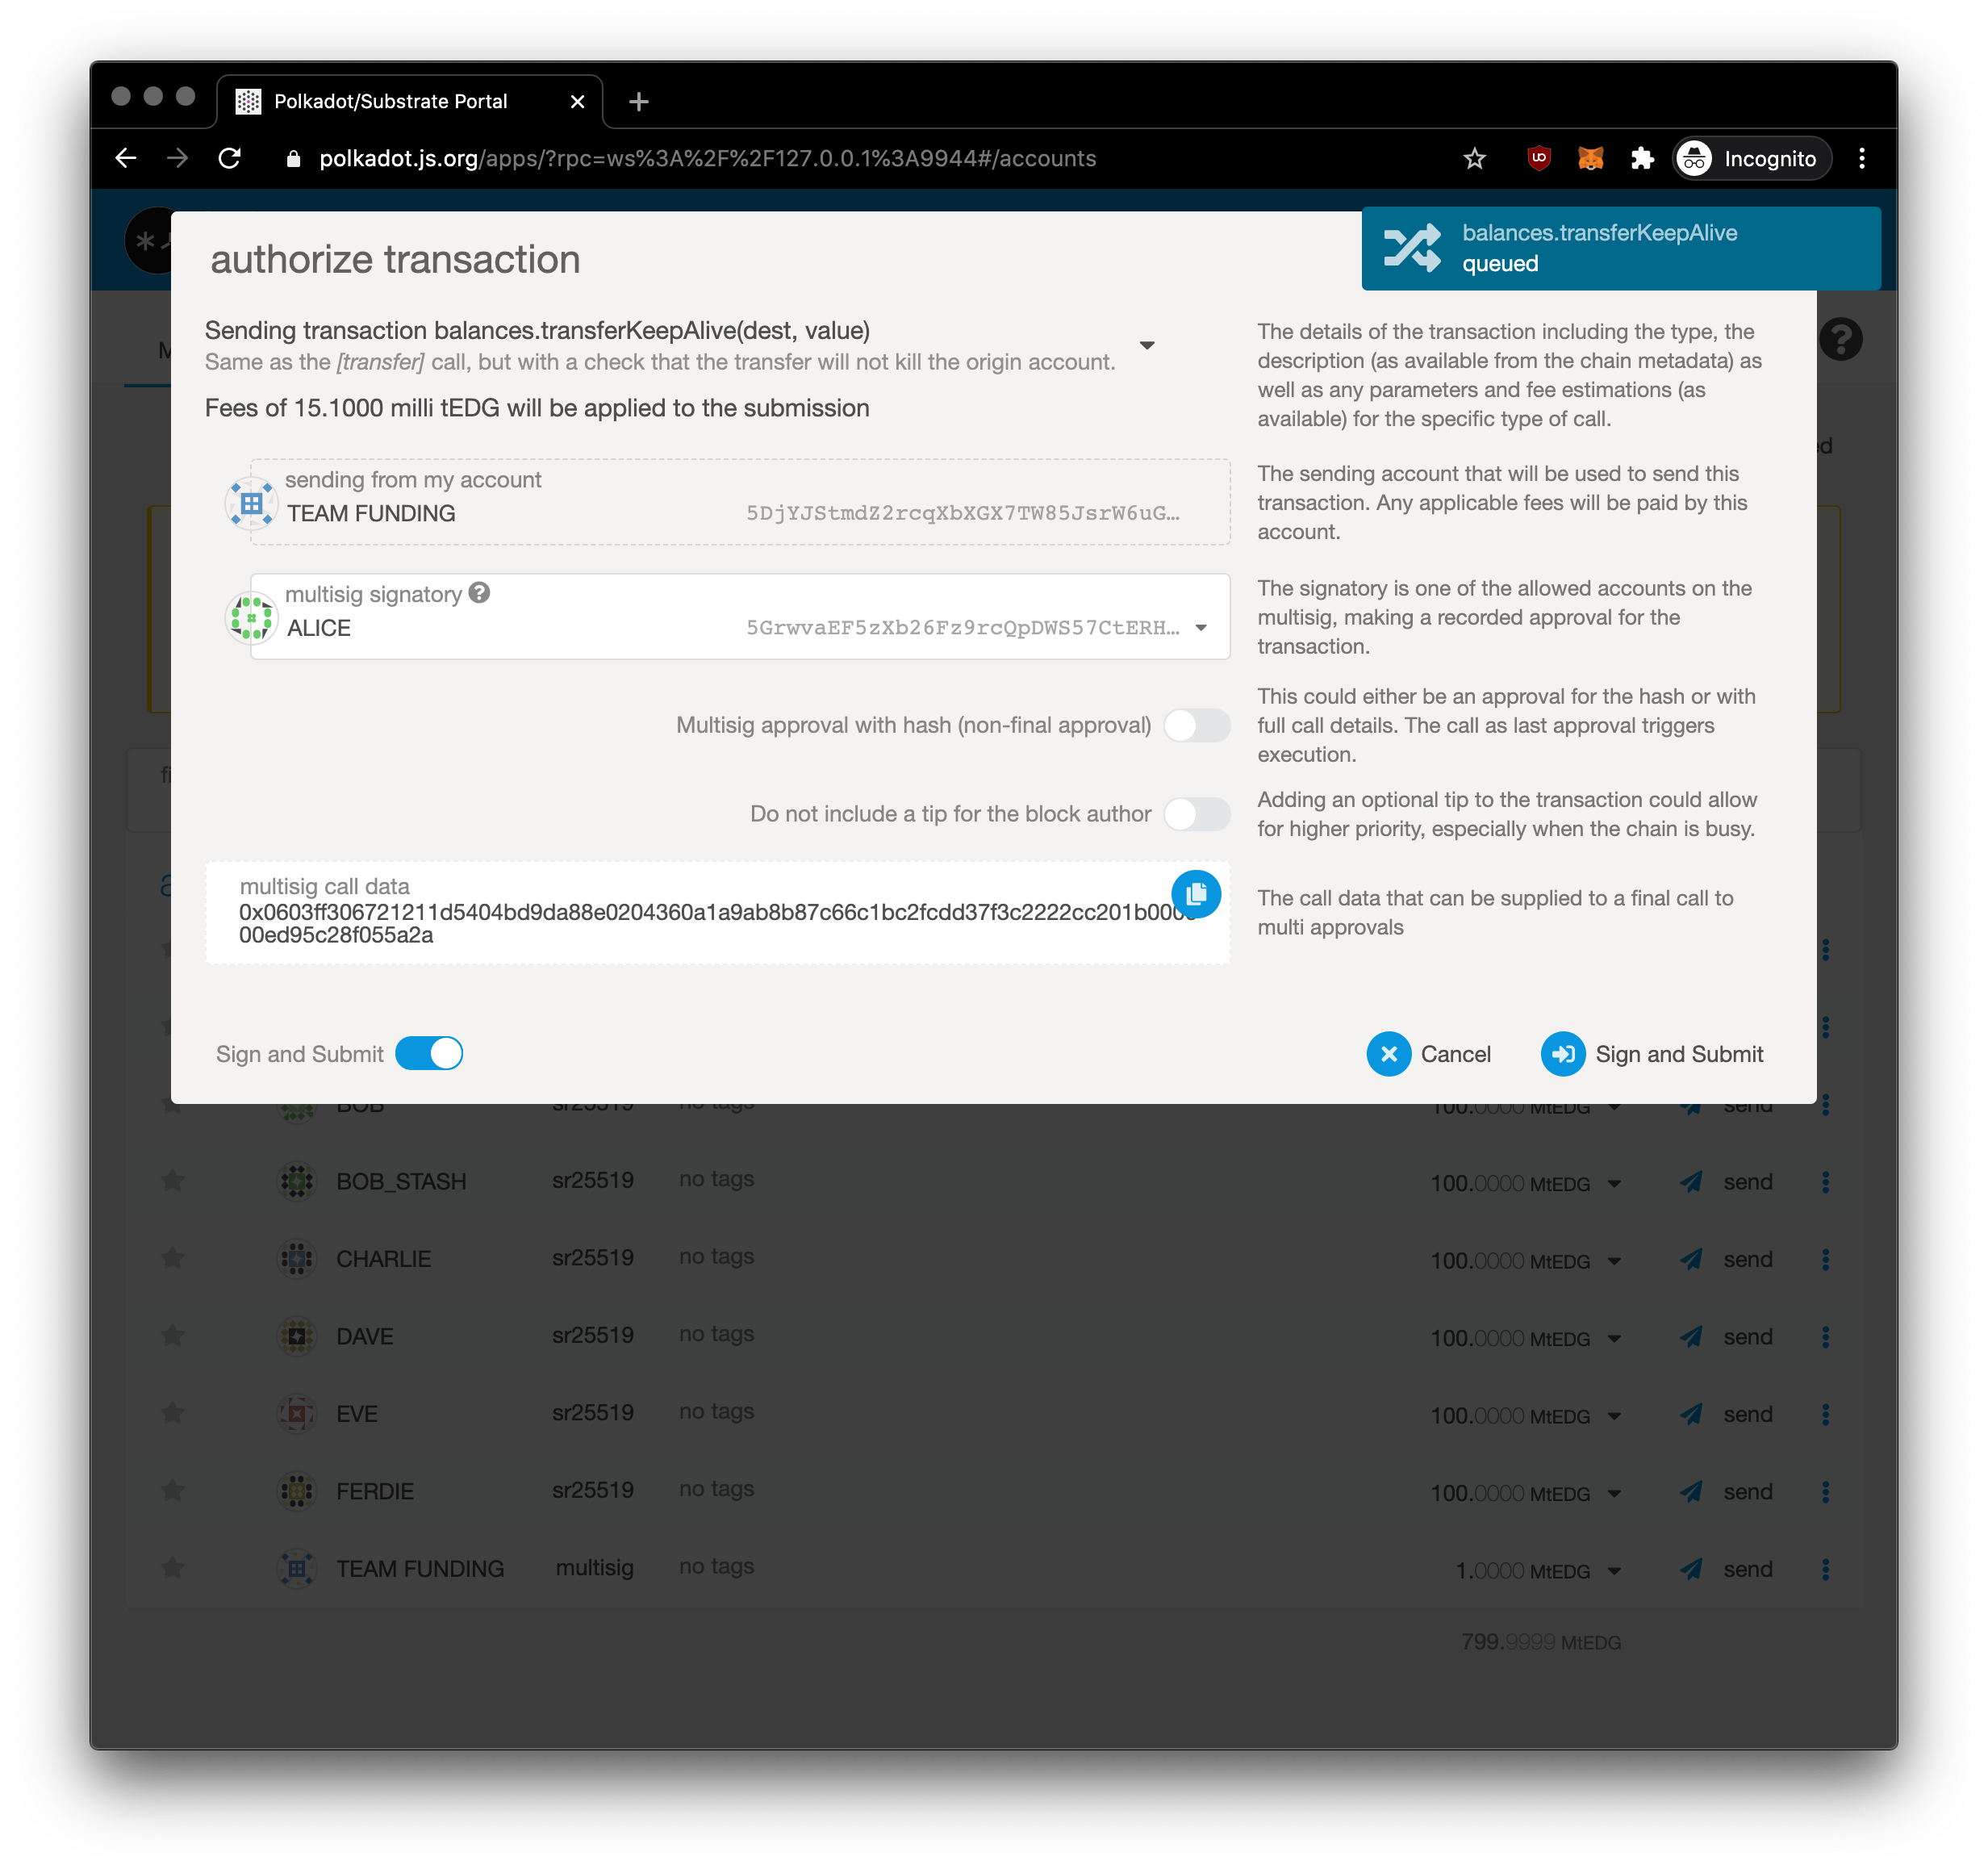 Polkadot/Substrate Portal
polkadot.js.org/apps/?rpc=ws%3A%2F%2F127.0.0.1%3A9944#/accounts
Incognito
authorize transaction
balances.transferKeepAlive
queued
Sending transaction balances.transferKeepAlive(dest, value)
Same as the [transfer] call, but with a check that the transfer will not kill the origin account.
Fees of 15.1000 milli tEDG will be applied to the submission
The details of the transaction including the type, the
description (as available from the chain metadata) as
well as any parameters and fee estimations (as
available) for the specific type of call.
sending from my account
TEAM FUNDING 5DjYJStmdZ2rcqXbXGX7TW85JsrW6uG…
The sending account that will be used to send this
transaction. Any applicable fees will be paid by this
account.
multisig signatory
ALICE 5GrwvaEF5zXb26Fz9rcQpDWS57CtERH…
The signatory is one of the allowed accounts on the
multisig, making a recorded approval for the
transaction.
Multisig approval with hash (non-final approval)
This could either be an approval for the hash or with
full call details. The call as last approval triggers
execution.
Do not include a tip for the block author
Adding an optional tip to the transaction could allow
for higher priority, especially when the chain is busy.
multisig call data
00ed95c28f055a2a
The call data that can be supplied to a final call to
multi approvals
Sign and Submit
Cancel
Sign and Submit
BOB sr25519 no tags 100.0000 MtEDG send
BOB_STASH sr25519 no tags 100.0000 MtEDG send
CHARLIE sr25519 no tags 100.0000 MtEDG send
DAVE sr25519 no tags 100.0000 MtEDG send
EVE sr25519 no tags 100.0000 MtEDG send
FERDIE sr25519 no tags 100.0000 MtEDG send
TEAM FUNDING multisig no tags 1.0000 MtEDG send
799.9999 MtEDG